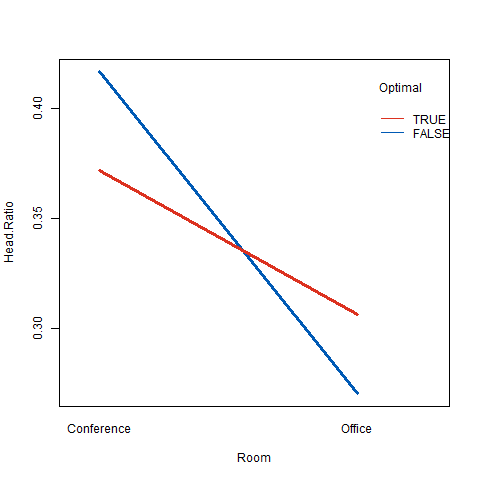 Optimal
TRUE
FALSE
Head.Ratio
0.40
0.35
0.30
Conference
Office
Room